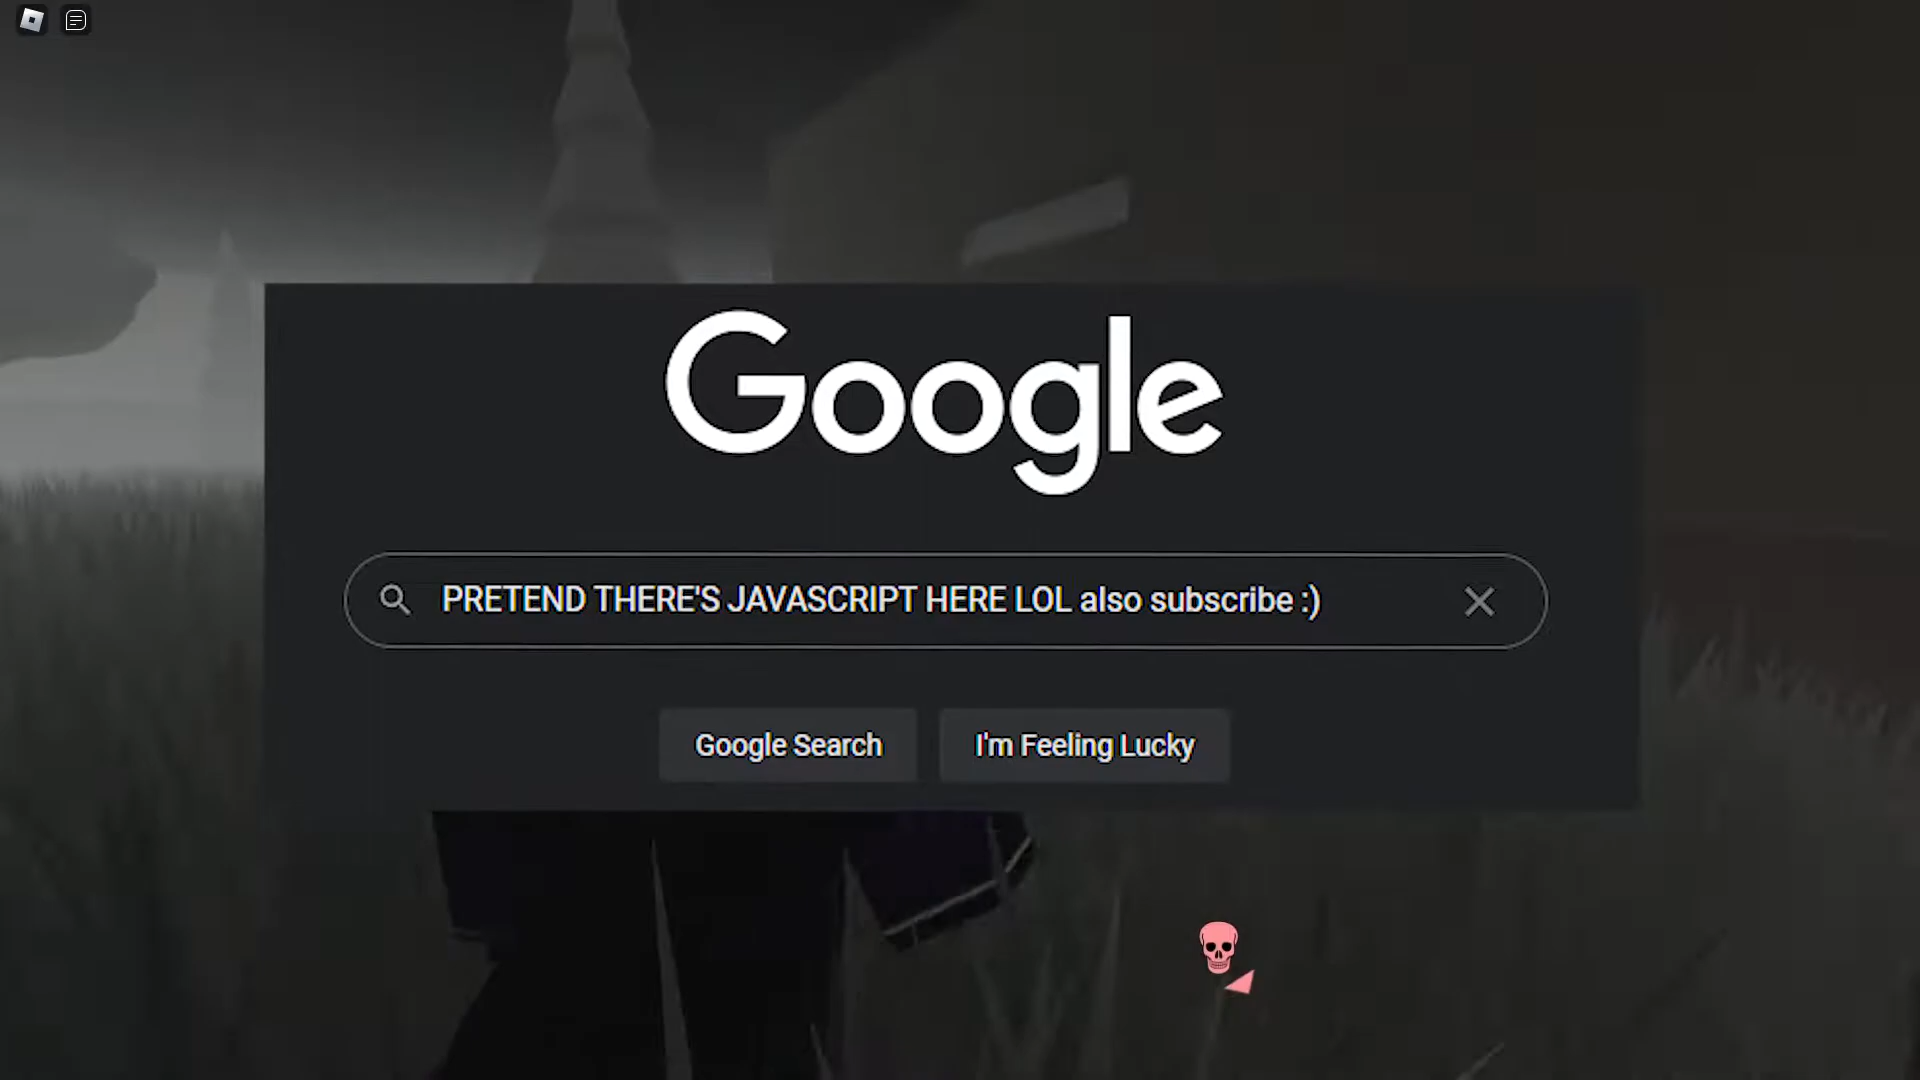 Google
PRETEND THERE'S JAVASCRIPT HERE LOL also subscribe :)
Google Search
I'm Feeling Lucky